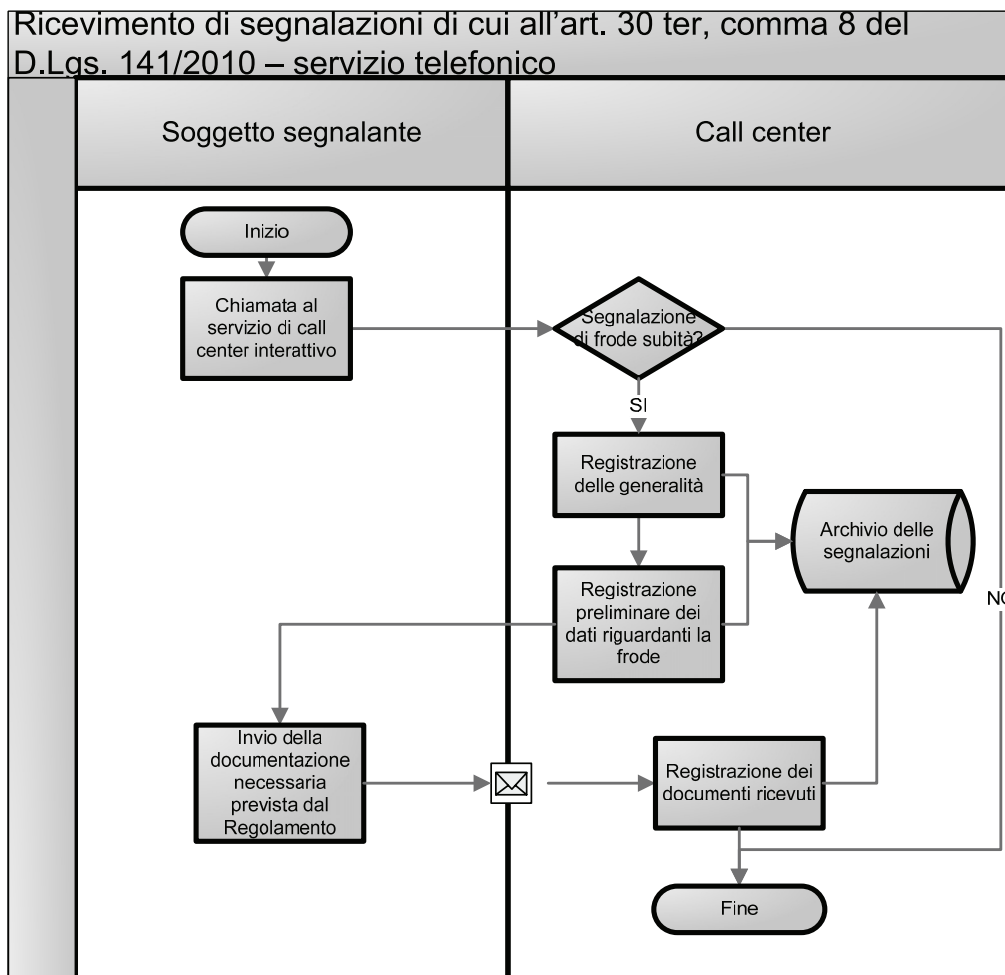 Ricevimento di segnalazioni di cui all'art. 30 ter, comma 8 del
D.Lgs. 141/2010 – servizio telefonico
Soggetto segnalante
Call center
Inizio
Chiamata al
servizio di call
center interattivo
Segnalazione
di frode subità?
SI
Registrazione
delle generalità
Archivio delle
segnalazioni
Registrazione
preliminare dei
dati riguardanti la
frode
NO
Invio della
documentazione
necessaria
prevista dal
Regolamento
Registrazione dei
documenti ricevuti
Fine